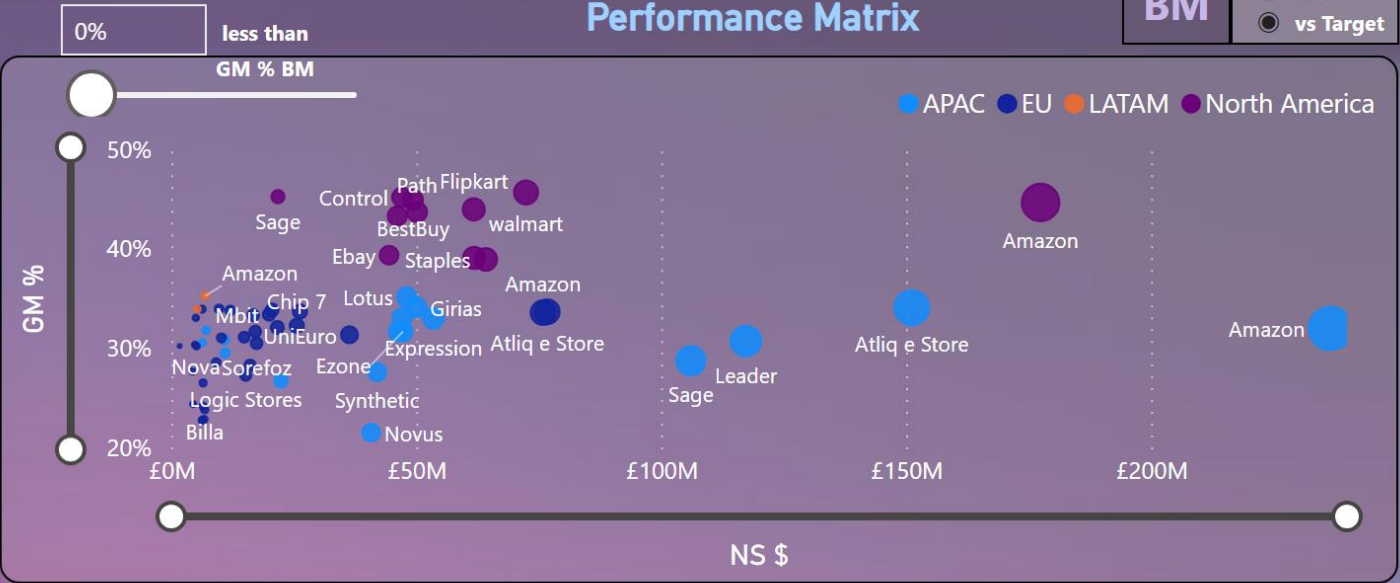 0%
less than
GM % BM
Performance Matrix
BM
vs Target
APAC EU LATAM North America
GM %
50%
40%
30%
20%
Sage
Control
Path
Flipkart
BestBuy
walmart
Ebay
Staples
Amazon
Amazon
Amazon
Chip 7
Mbit
Lotus
Girias
UniEuro
Expression
Atliq e Store
Atliq e Store
Amazon
Nova
Sorefoz
Ezone
Leader
Sage
Logic Stores
Synthetic
Billa
Novus
£0M
£50M
£100M
£150M
£200M
NS $